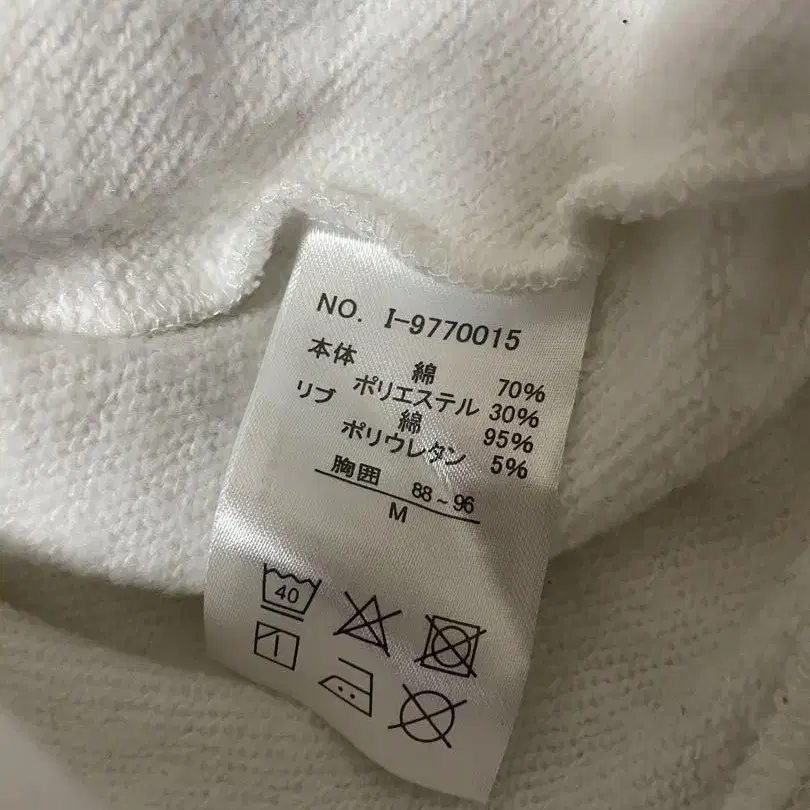 NO. I-9770015
本体 綿 70%
ポリエステル 30%
リブ 綿 95%
ポリウレタン 5%
胸囲 88~96
M
40